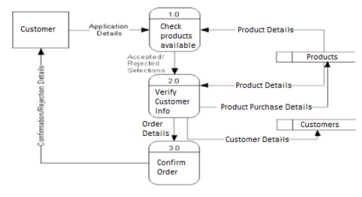 Customer
Application
Details
1.0
Check
products
available
Product Details
Products
Accepted/
Rejected
Selections
2.0
Verify
Customer
Info
Product Details
Product Purchase Details
Customers
Order
Details
Customer Details
3.0
Confirm
Order
Confirmation/Rejection Details